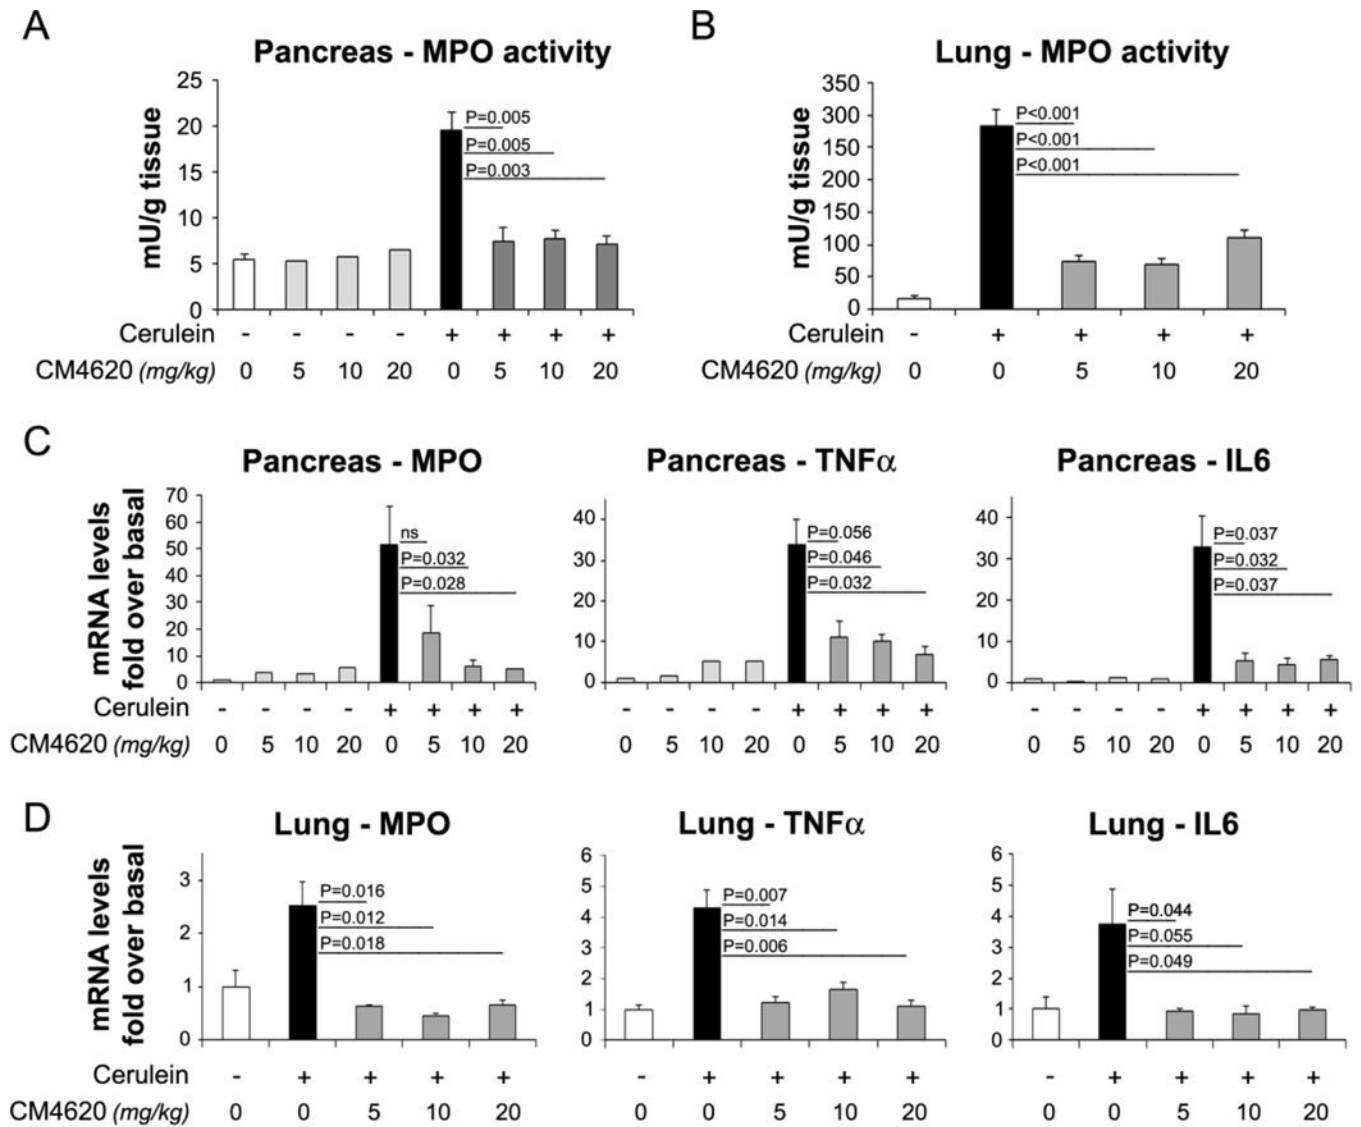 A
B
Pancreas - MPO activity
Lung - MPO activity
mU/g tissue
25
20
15
10
5
0
P=0.005
P=0.005
P=0.003
Cerulein - - - - + + + +
CM4620 (mg/kg) 0 5 10 20 0 5 10 20
mU/g tissue
350
300
250
200
150
100
50
0
P<0.001
P<0.001
P<0.001
Cerulein - + + + +
CM4620 (mg/kg) 0 0 5 10 20
C
Pancreas - MPO
Pancreas - TNFα
Pancreas - IL6
mRNA levels
fold over basal
70
60
50
40
30
20
10
0
ns
P=0.032
P=0.028
Cerulein - - - - + + + +
CM4620 (mg/kg) 0 5 10 20 0 5 10 20
40
30
20
10
0
P=0.056
P=0.046
P=0.032
- - - - + + + +
0 5 10 20 0 5 10 20
40
30
20
10
0
P=0.037
P=0.032
P=0.037
- - - - + + + +
0 5 10 20 0 5 10 20
D
Lung - MPO
Lung - TNFα
Lung - IL6
mRNA levels
fold over basal
3
2
1
0
P=0.016
P=0.012
P=0.018
Cerulein - + + + +
CM4620 (mg/kg) 0 0 5 10 20
6
5
4
3
2
1
0
P=0.007
P=0.014
P=0.006
- + + + +
0 0 5 10 20
6
5
4
3
2
1
0
P=0.044
P=0.055
P=0.049
- + + + +
0 0 5 10 20